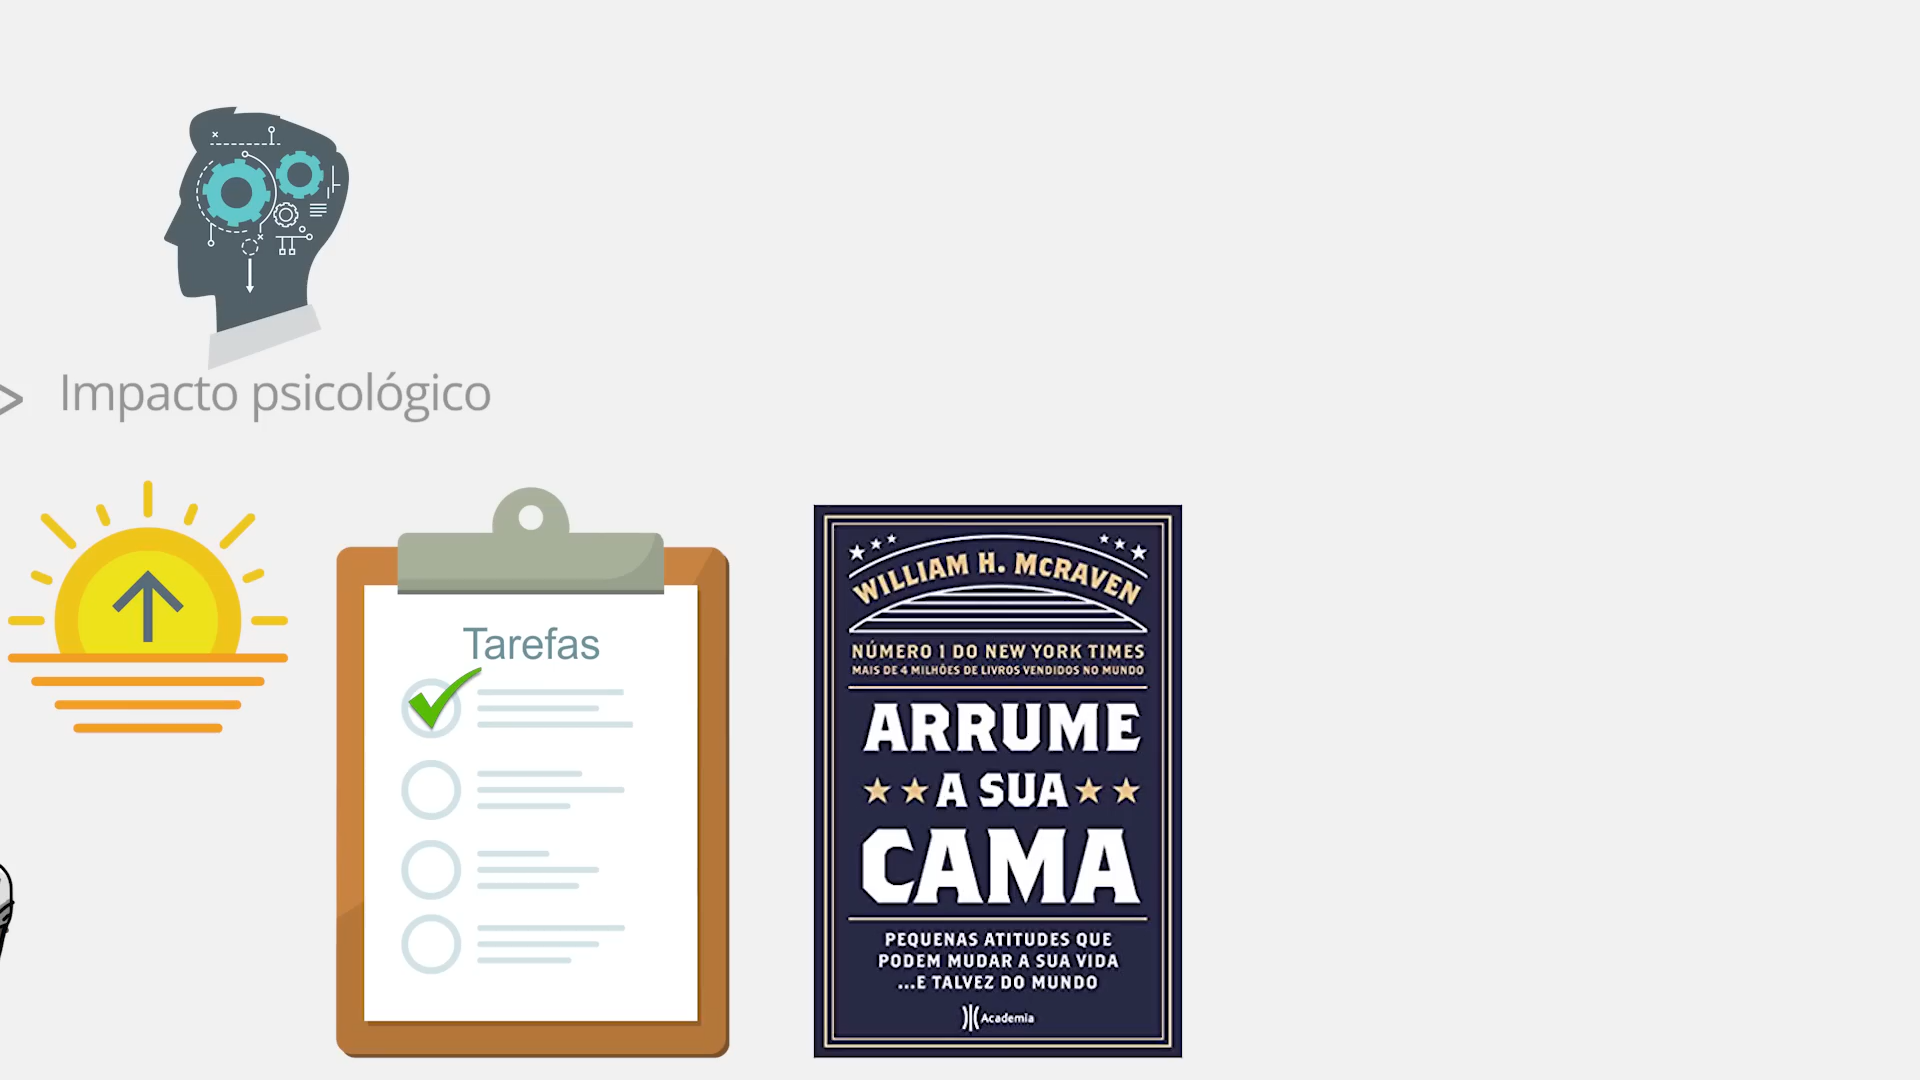 > Impacto psicológico
Tarefas
WILLIAM H. MCRAVEN
NÚMERO 1 DO NEW YORK TIMES
MAIS DE 4 MILHÕES DE LIVROS VENDIDOS NO MUNDO
ARRUME
A SUA
CAMA
PEQUENAS ATITUDES QUE
PODEM MUDAR A SUA VIDA
...E TALVEZ DO MUNDO
Academia